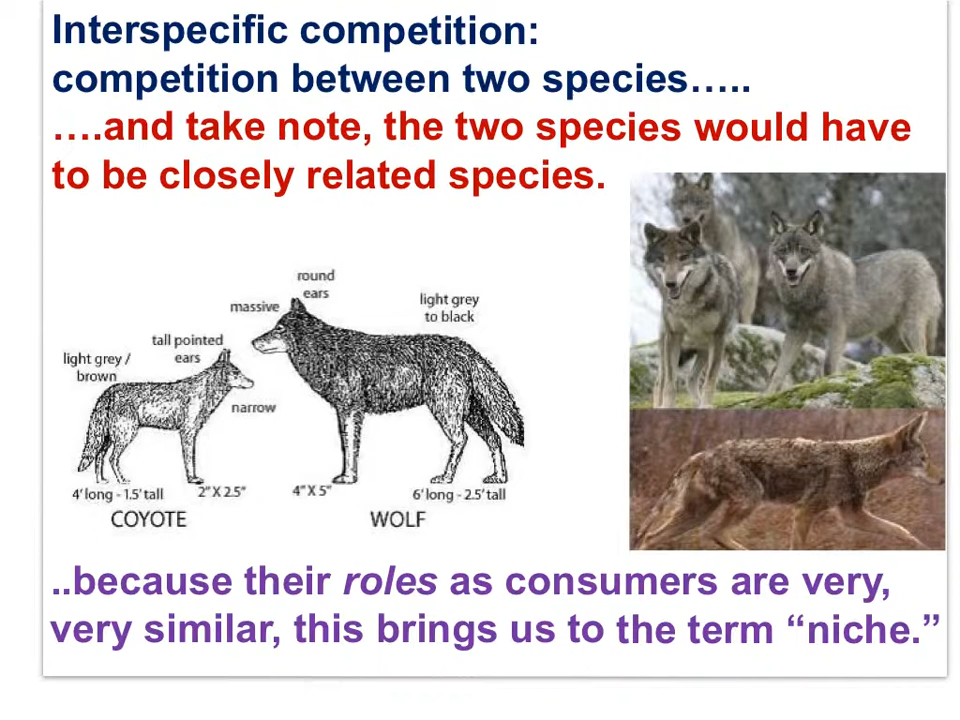 Interspecific competition:
competition between two species…..
….and take note, the two species would have
to be closely related species.
round
ears
massive
light grey
to black
tall pointed
ears
light grey /
brown
narrow
4' long - 1.5' tall
2" X 2.5"
4" X 5"
6' long - 2.5' tall
COYOTE
WOLF
..because their roles as consumers are very,
very similar, this brings us to the term “niche.”